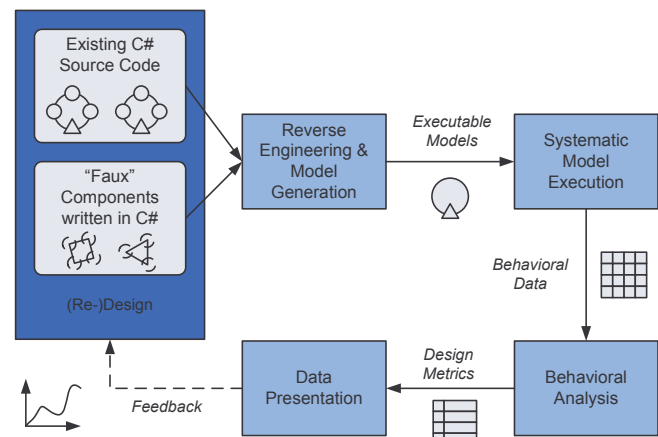 Existing C#
Source Code
“Faux”
Components
written in C#
(Re-)Design
Reverse
Engineering &
Model
Generation
Executable
Models
Systematic
Model
Execution
Behavioral
Data
Behavioral
Analysis
Design
Metrics
Data
Presentation
Feedback